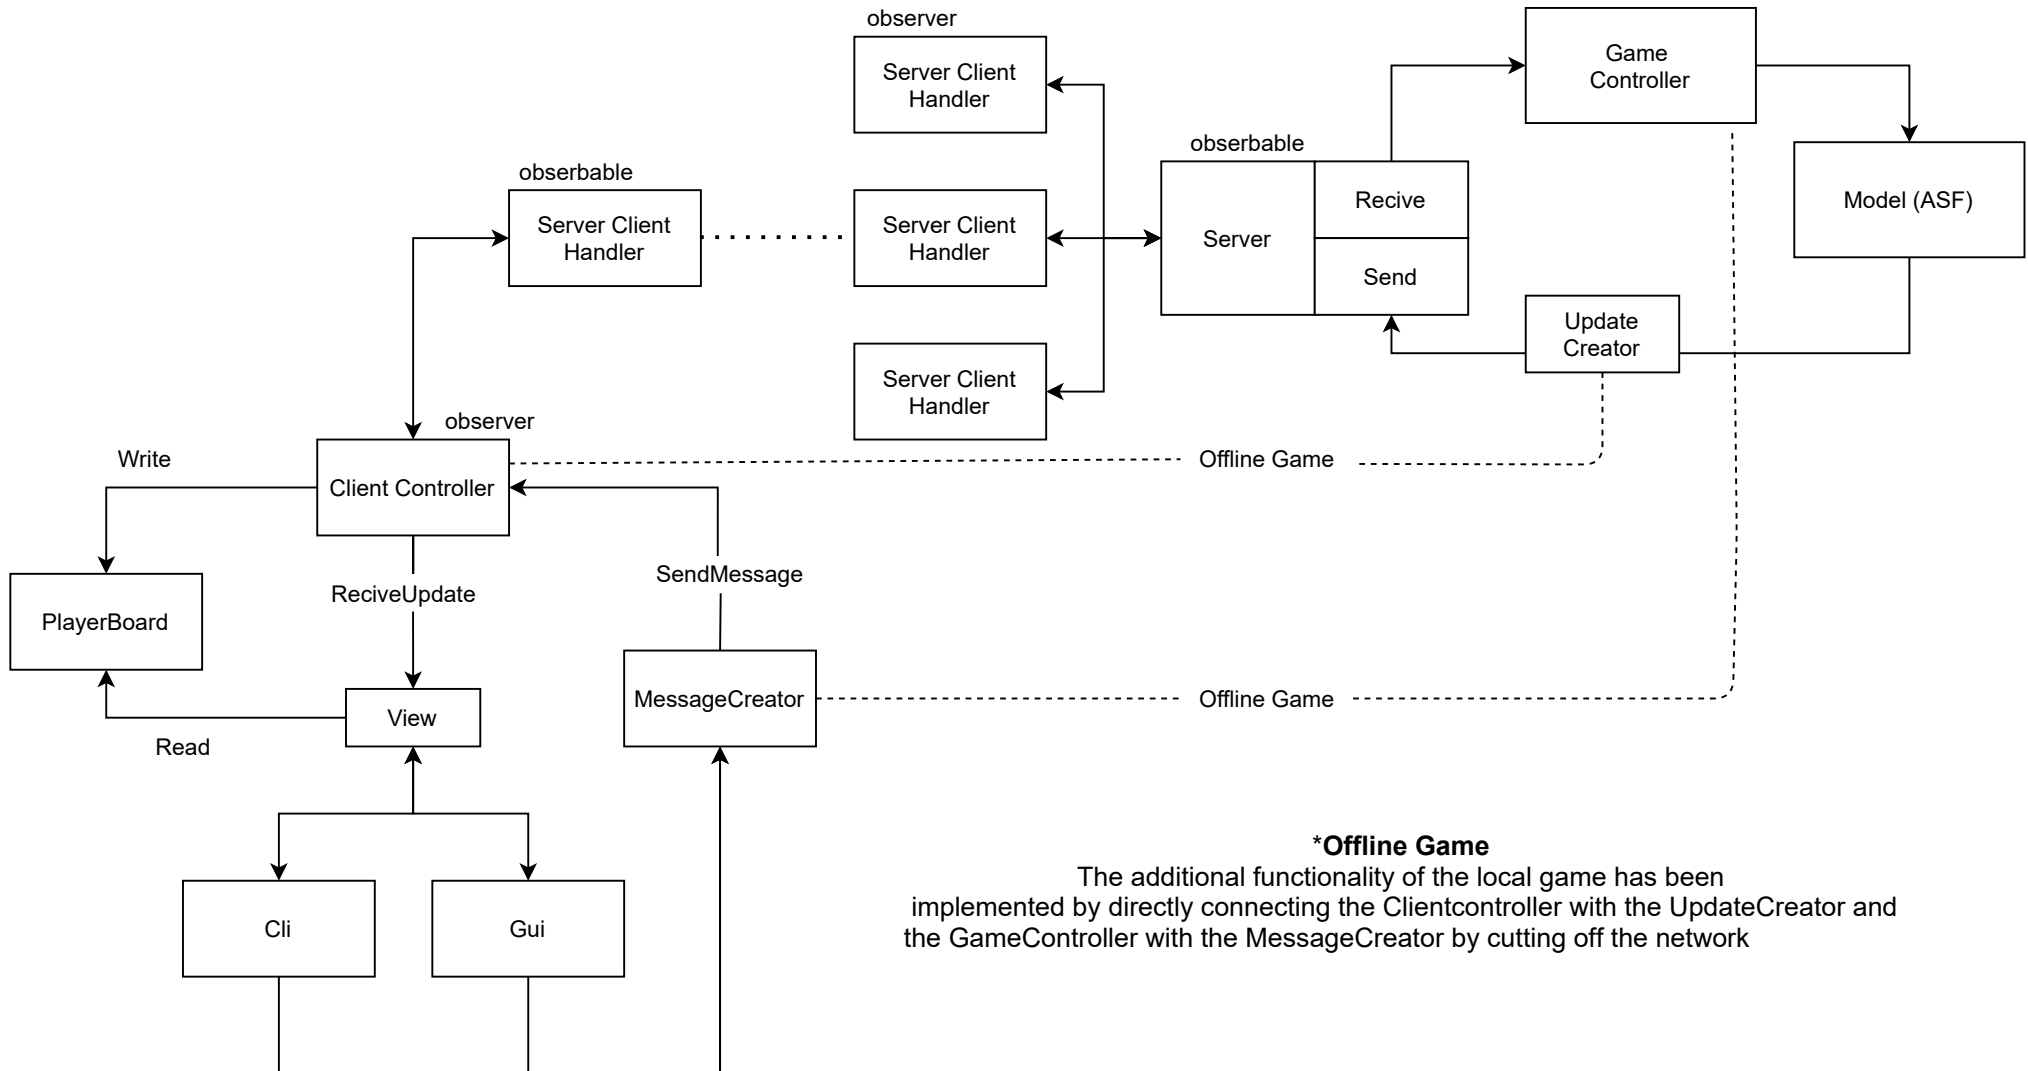 observer
Server Client
Handler
Game
Controller
obserbable
Server
Recive
Send
Model (ASF)
obserbable
Server Client
Handler
Server Client
Handler
Update
Creator
Server Client
Handler
observer
Write
Client Controller
Offline Game
SendMessage
ReciveUpdate
PlayerBoard
MessageCreator
Offline Game
View
Read
*Offline Game
The additional functionality of the local game has been
implemented by directly connecting the Clientcontroller with the UpdateCreator and
the GameController with the MessageCreator by cutting off the network
Cli
Gui